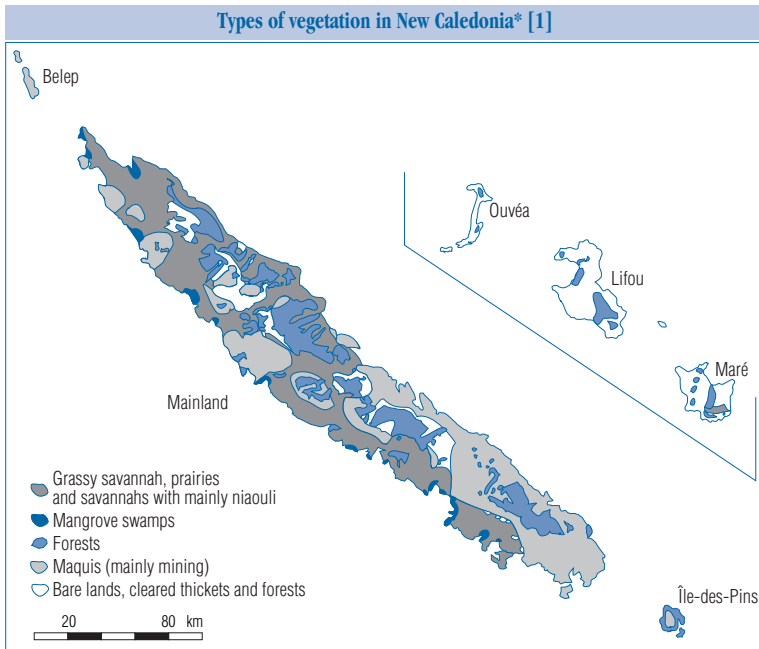 Types of vegetation in New Caledonia* [1]
Belep
Ouvéa
Lifou
Maré
Mainland
Grassy savannah, prairies
and savannahs with mainly niaouli
Mangrove swamps
Forests
Maquis (mainly mining)
Bare lands, cleared thickets and forests
20 80 km
Île-des-Pins